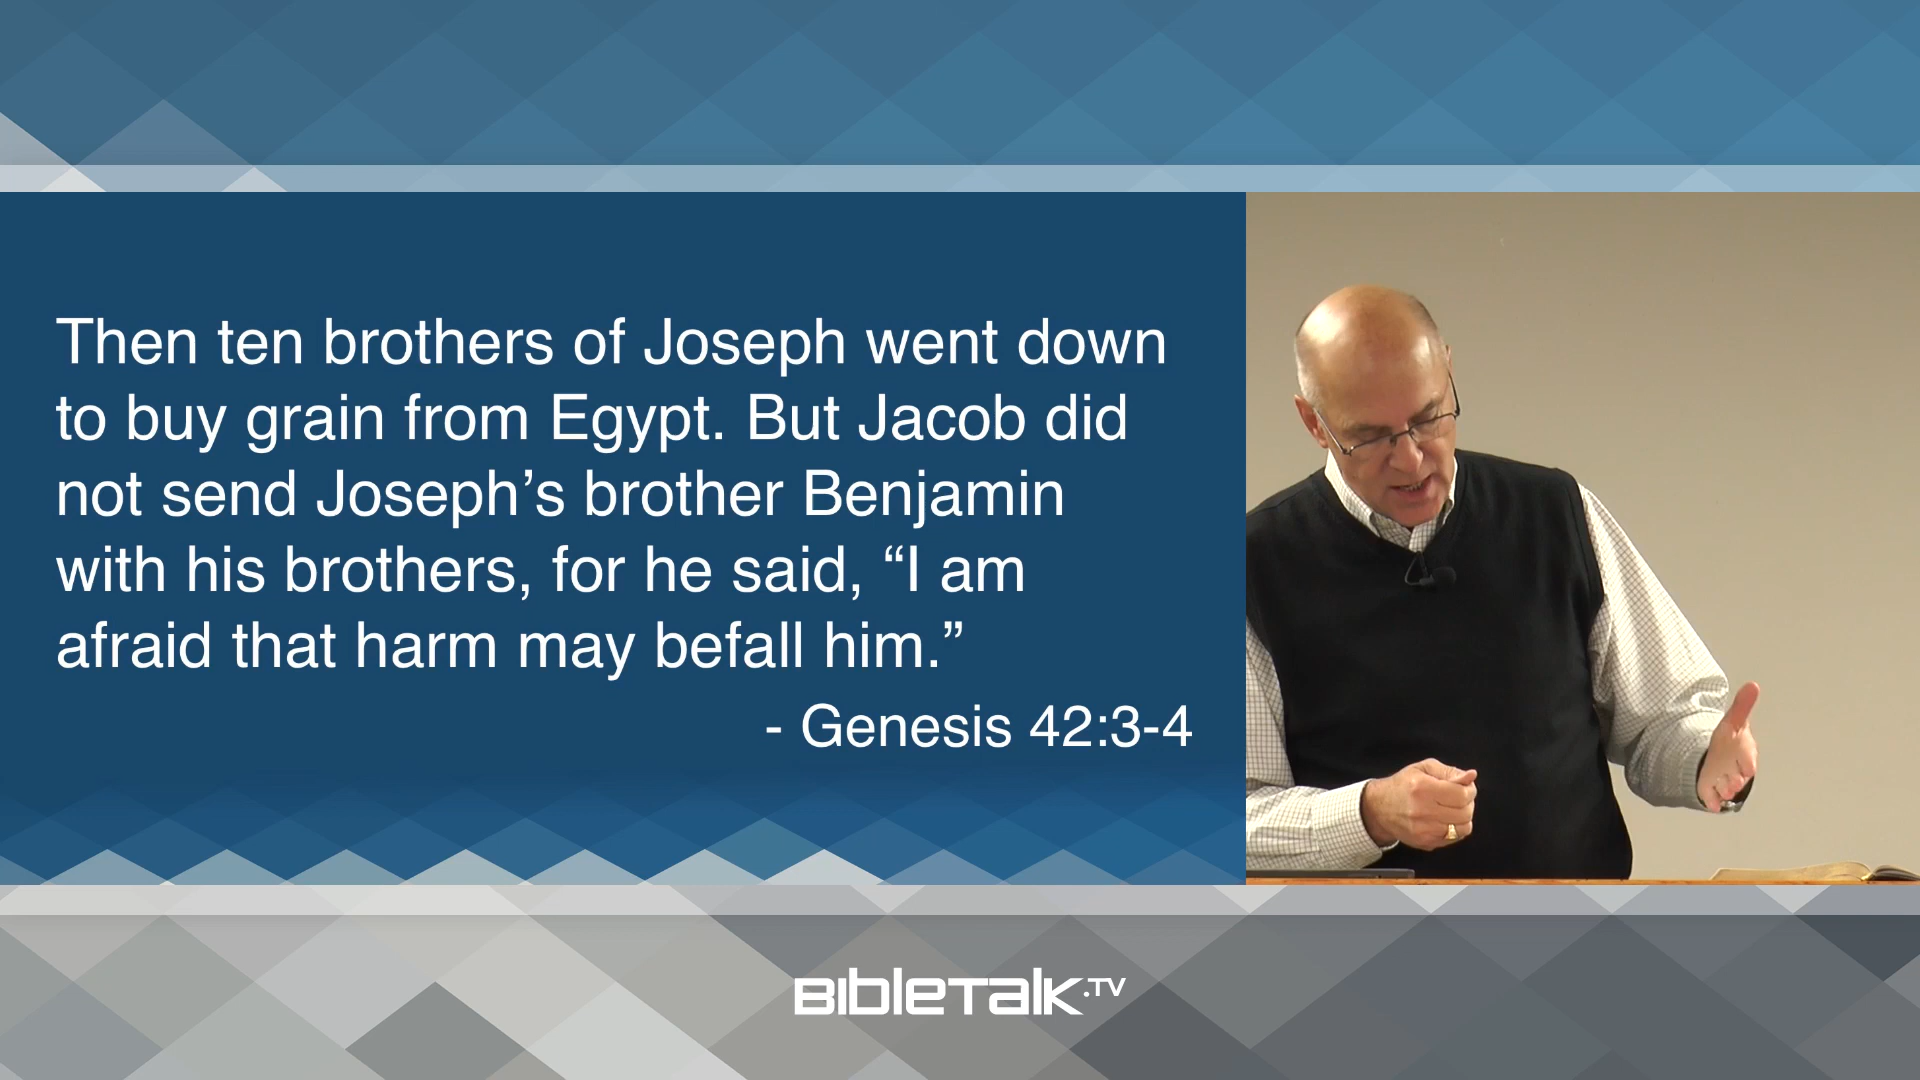 Then ten brothers of Joseph went down
to buy grain from Egypt. But Jacob did
not send Joseph’s brother Benjamin
with his brothers, for he said, “I am
afraid that harm may befall him.”
- Genesis 42:3-4
BibleTalk.TV